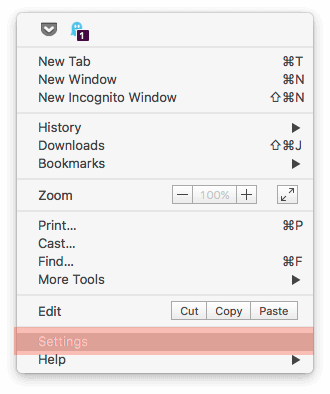 1
New Tab ⌘T
New Window ⌘N
New Incognito Window ⇧⌘N
History ▶
Downloads ⇧⌘J
Bookmarks ▶
Zoom − 100% +
Print... ⌘P
Cast...
Find... ⌘F
More Tools ▶
Edit Cut Copy Paste
Settings
Help ▶